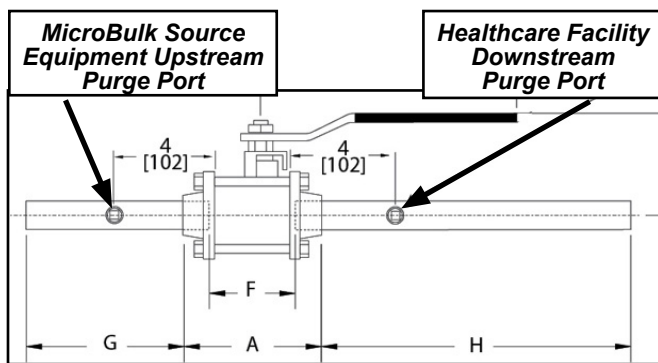 MicroBulk Source
Equipment Upstream
Purge Port
Healthcare Facility
Downstream
Purge Port
4
[102]
4
[102]
F
G
A
H